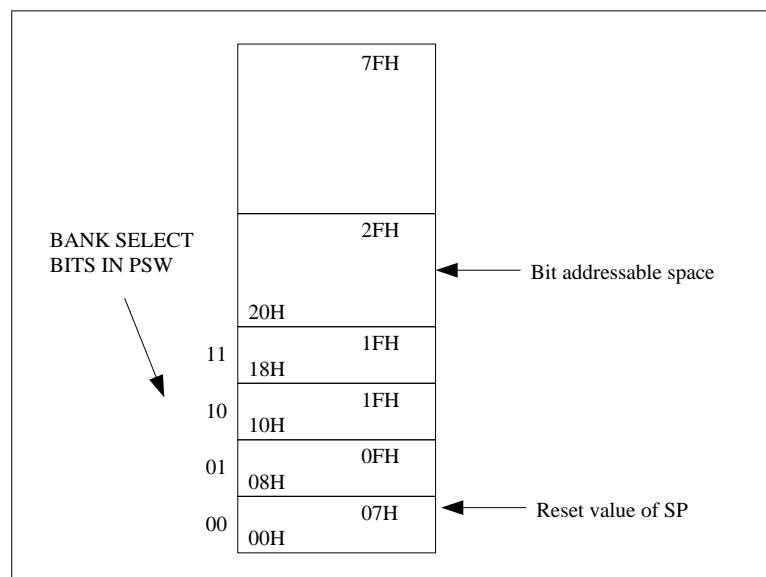 7FH
BANK SELECT
BITS IN PSW
2FH
Bit addressable space
20H
11
1FH
18H
10
1FH
10H
01
0FH
08H
00
07H
Reset value of SP
00H